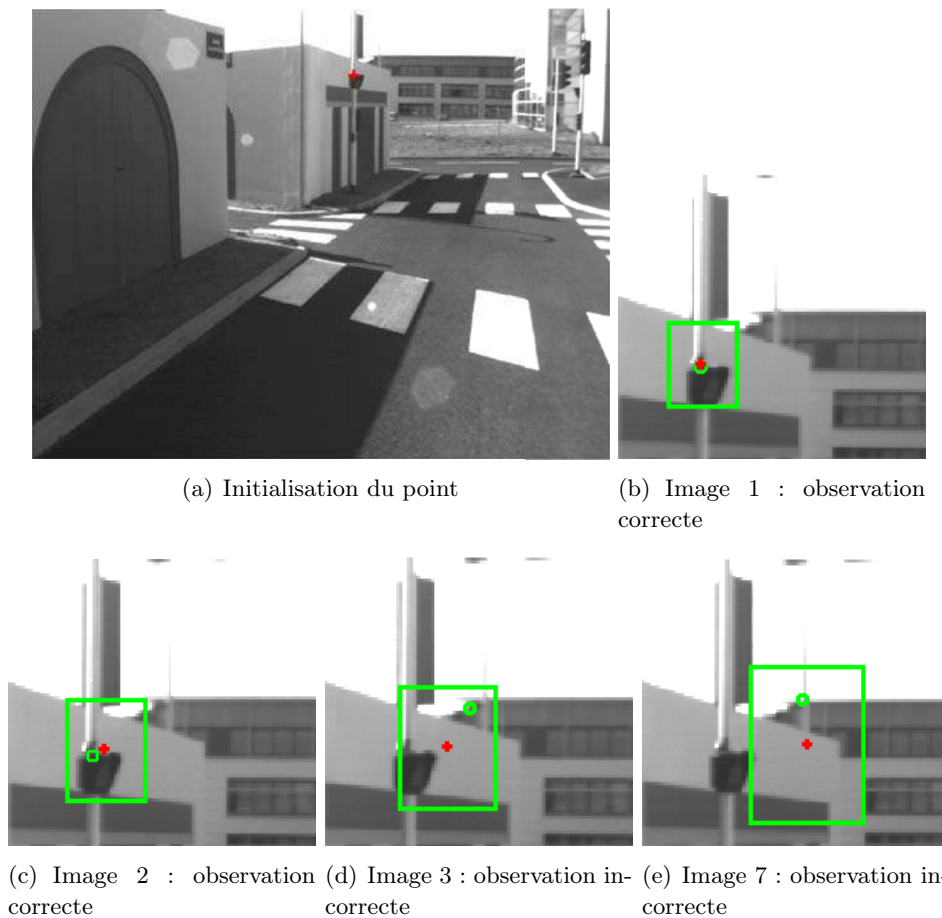 (a) Initialisation du point
(b) Image 1 : observation
correcte
(c) Image 2 : observation
correcte
(d) Image 3 : observation in-
correcte
(e) Image 7 : observation in-
correcte